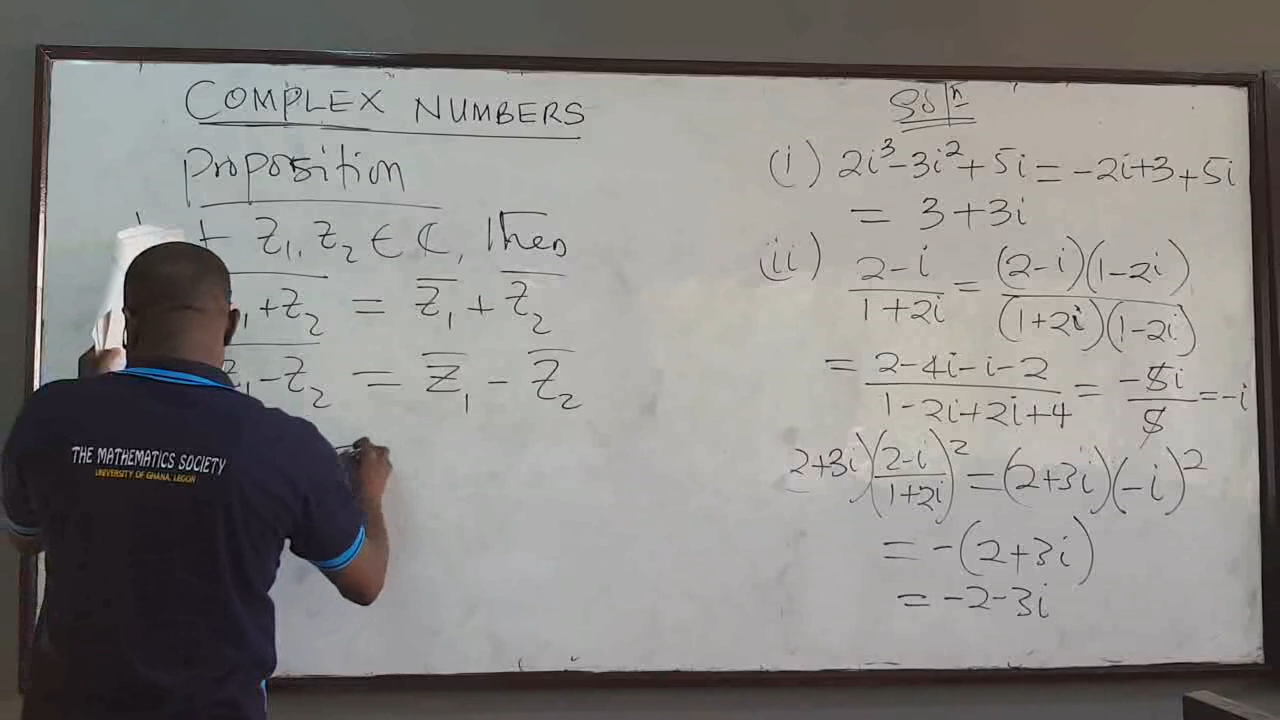 COMPLEX NUMBERS
Proposition
Z₁, Z₂ ∈ ℂ, then
₁+Z₂ = Z̅₁ + Z̅₂
Z₁-Z₂ = Z̅₁ - Z̅₂
THE MATHEMATICS SOCIETY
UNIVERSITY OF GHANA, LEGON
Solⁿ
(i) 2i³-3i²+5i = -2i+3+5i
= 3+3i
(ii) (2-i)/(1+2i) = (2-i)(1-2i)/(1+2i)(1-2i)
= (2-4i-i-2)/(1-2i+2i+4) = -5i/5 = -i
2+3i)((2-i)/(1+2i))² = (2+3i)(-i)²
= -(2+3i)
= -2-3i